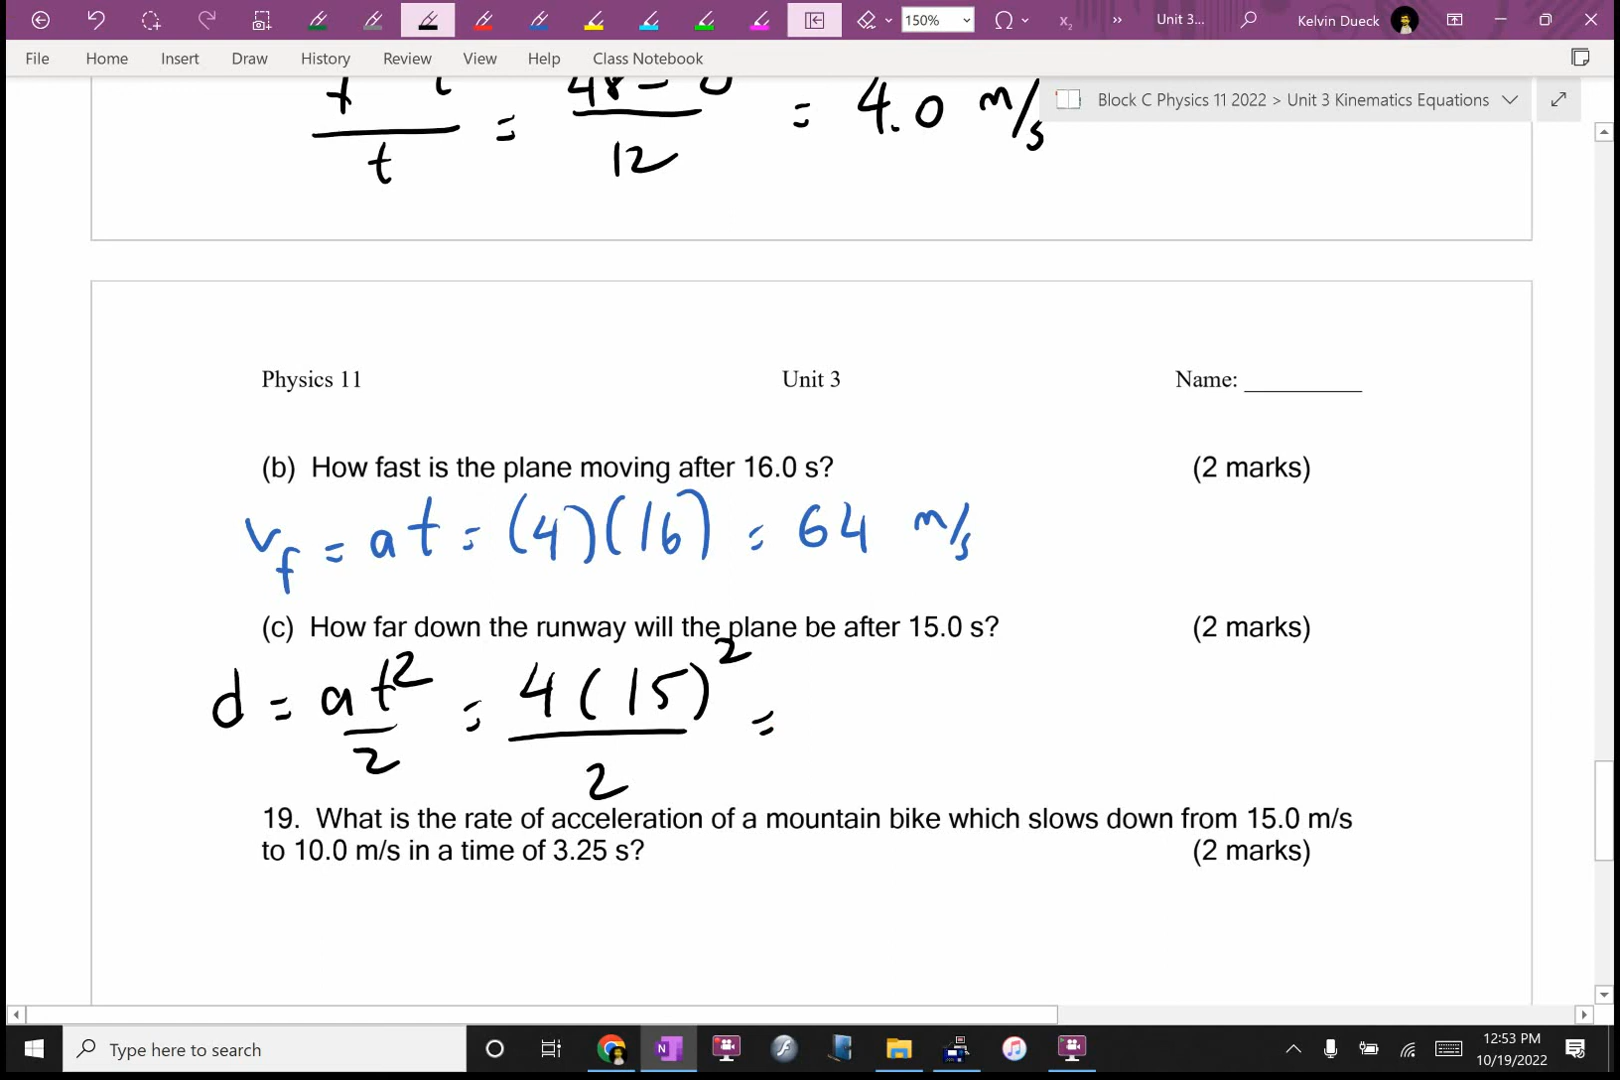 150%
x₂
Unit 3...
Kelvin Dueck
File Home Insert Draw History Review View Help Class Notebook
Block C Physics 11 2022 > Unit 3 Kinematics Equations
t = 12 = 4.0 m/s
Physics 11 Unit 3 Name: __________
(b) How fast is the plane moving after 16.0 s? (2 marks)
v_f = at = (4)(16) = 64 m/s
(c) How far down the runway will the plane be after 15.0 s? (2 marks)
d = at²/2 = 4(15)²/2 =
19. What is the rate of acceleration of a mountain bike which slows down from 15.0 m/s
to 10.0 m/s in a time of 3.25 s? (2 marks)
Type here to search
12:53 PM
10/19/2022